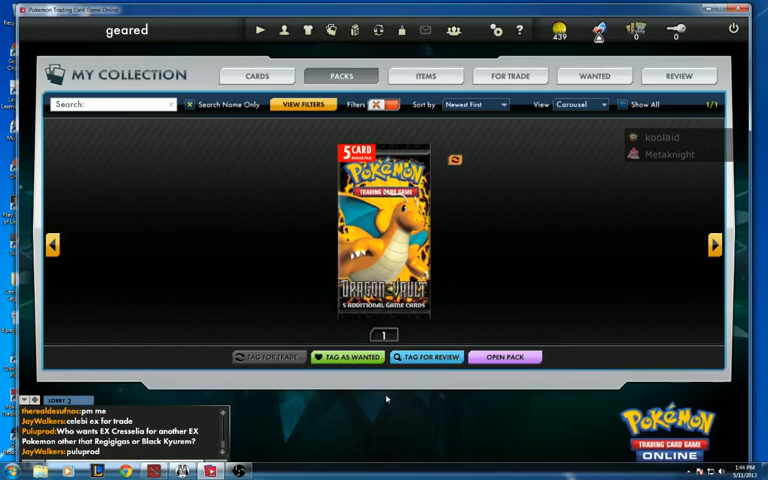 Pokemon Trading Card Game Online
geared
439
0
0
MY COLLECTION
CARDS
PACKS
ITEMS
FOR TRADE
WANTED
REVIEW
Search:
Search Name Only
VIEW FILTERS
Filters
Sort by
Newest First
View
Carousel
Show All
1/1
koolaid
Metaknight
5 CARD
POKéMON
TRADING CARD GAME
DRAGON VAULT
5 ADDITIONAL GAME CARDS
1
TAG FOR TRADE
TAG AS WANTED
TAG FOR REVIEW
OPEN PACK
LOBBY 3
therealdesufnoc:pm me
JayWalkers: celebi ex for trade
Puluprod:Who wants EX Cresselia for another EX
Pokemon other that Regigigas or Black Kyurem?
JayWalkers: puluprod
POKéMON
TRADING CARD GAME
ONLINE
1:44 PM
5/11/2013